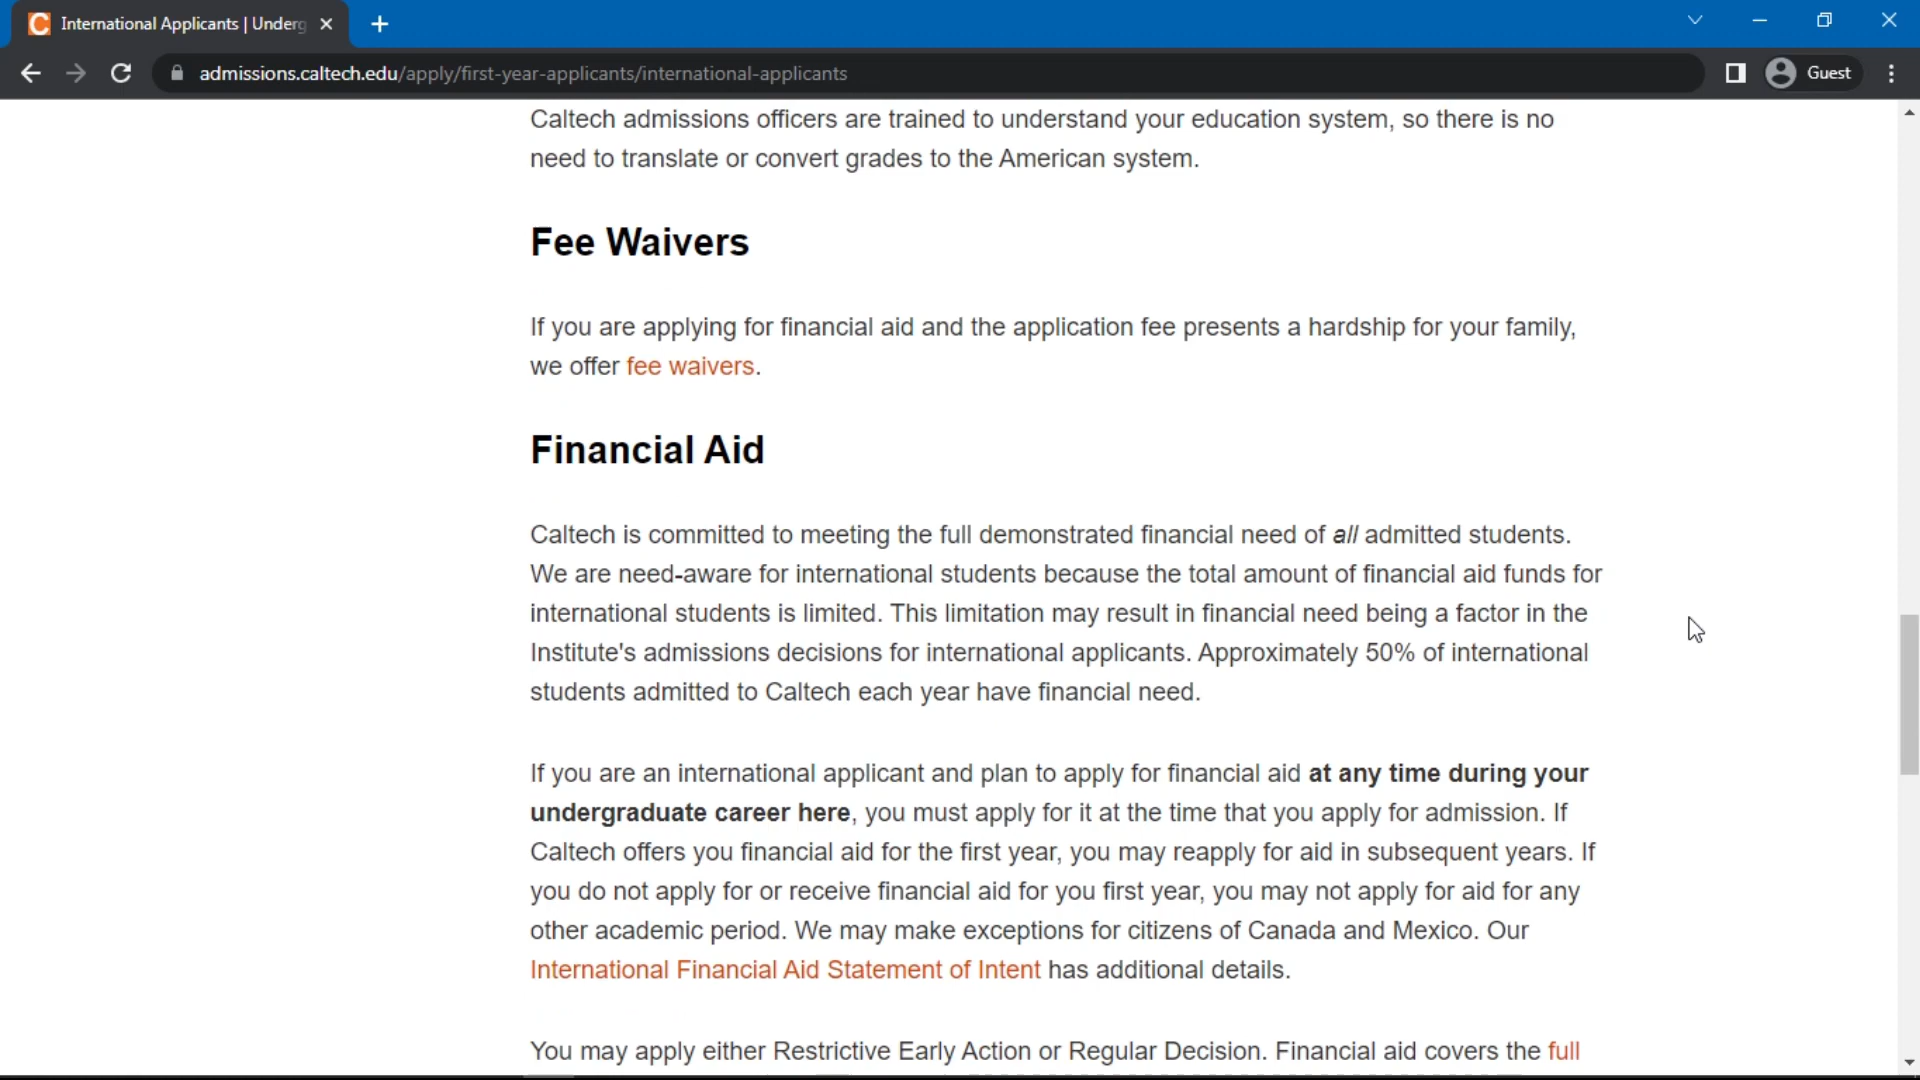 International Applicants | Underg
admissions.caltech.edu/apply/first-year-applicants/international-applicants
Guest
Caltech admissions officers are trained to understand your education system, so there is no
need to translate or convert grades to the American system.
Fee Waivers
If you are applying for financial aid and the application fee presents a hardship for your family,
we offer fee waivers.
Financial Aid
Caltech is committed to meeting the full demonstrated financial need of all admitted students.
We are need-aware for international students because the total amount of financial aid funds for
international students is limited. This limitation may result in financial need being a factor in the
Institute's admissions decisions for international applicants. Approximately 50% of international
students admitted to Caltech each year have financial need.
If you are an international applicant and plan to apply for financial aid at any time during your
undergraduate career here, you must apply for it at the time that you apply for admission. If
Caltech offers you financial aid for the first year, you may reapply for aid in subsequent years. If
you do not apply for or receive financial aid for you first year, you may not apply for aid for any
other academic period. We may make exceptions for citizens of Canada and Mexico. Our
International Financial Aid Statement of Intent has additional details.
You may apply either Restrictive Early Action or Regular Decision. Financial aid covers the full